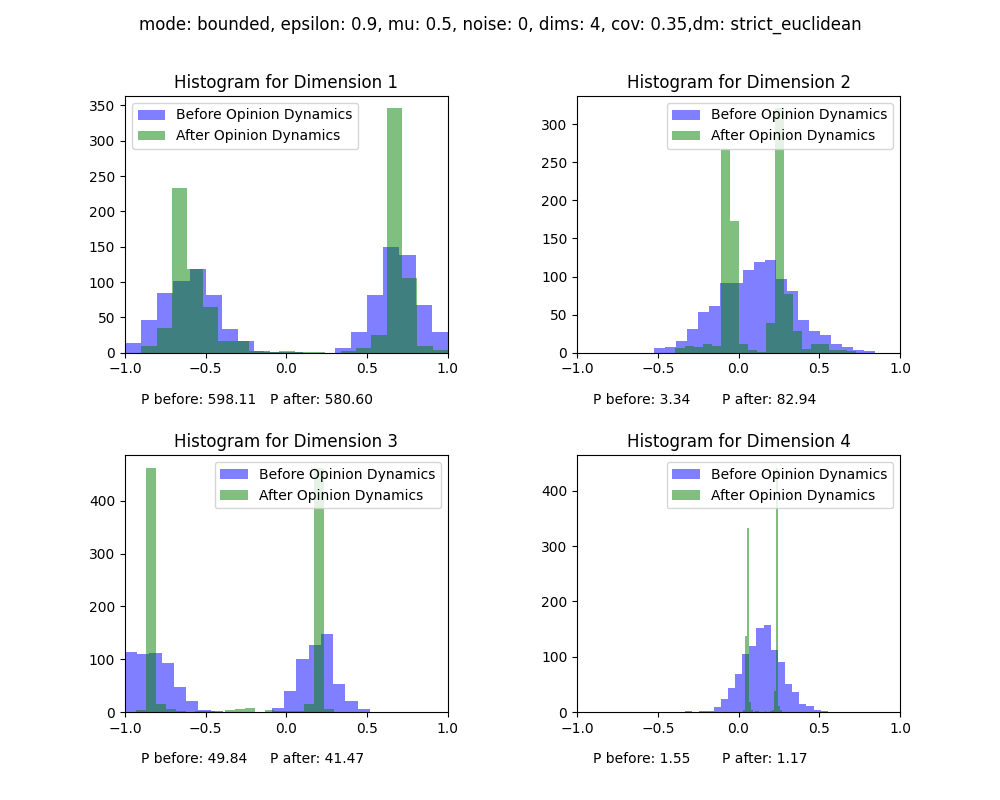 mode: bounded, epsilon: 0.9, mu: 0.5, noise: 0, dims: 4, cov: 0.35,dm: strict_euclidean
Histogram for Dimension 1
Before Opinion Dynamics
After Opinion Dynamics
350
300
250
200
150
100
50
0
−1.0 −0.5 0.0 0.5 1.0
P before: 598.11 P after: 580.60
Histogram for Dimension 2
Before Opinion Dynamics
After Opinion Dynamics
300
250
200
150
100
50
0
−1.0 −0.5 0.0 0.5 1.0
P before: 3.34 P after: 82.94
Histogram for Dimension 3
Before Opinion Dynamics
After Opinion Dynamics
400
300
200
100
0
−1.0 −0.5 0.0 0.5 1.0
P before: 49.84 P after: 41.47
Histogram for Dimension 4
Before Opinion Dynamics
After Opinion Dynamics
400
300
200
100
0
−1.0 −0.5 0.0 0.5 1.0
P before: 1.55 P after: 1.17